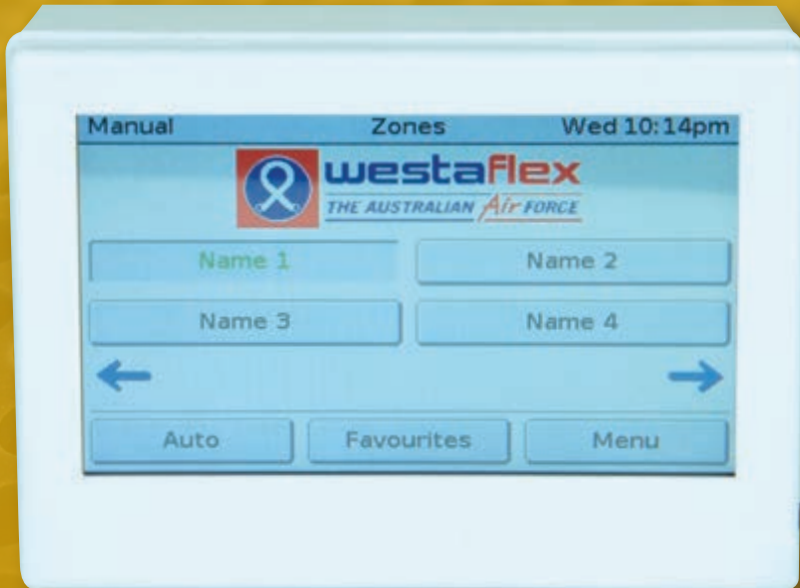 Manual Zones Wed 10:14pm
westaflex
THE AUSTRALIAN Air FORCE
Name 1 Name 2
Name 3 Name 4
Auto Favourites Menu